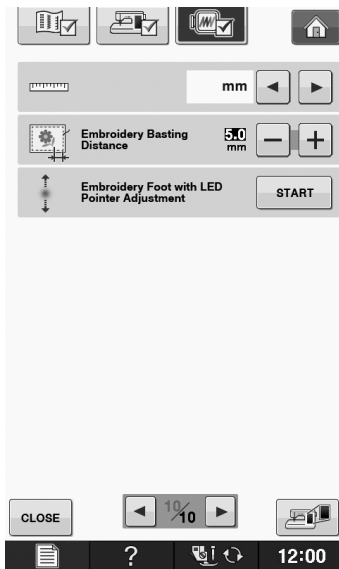 mm
Embroidery Basting
Distance
5.0
mm
Embroidery Foot with LED
Pointer Adjustment
START
CLOSE
10/10
?
12:00